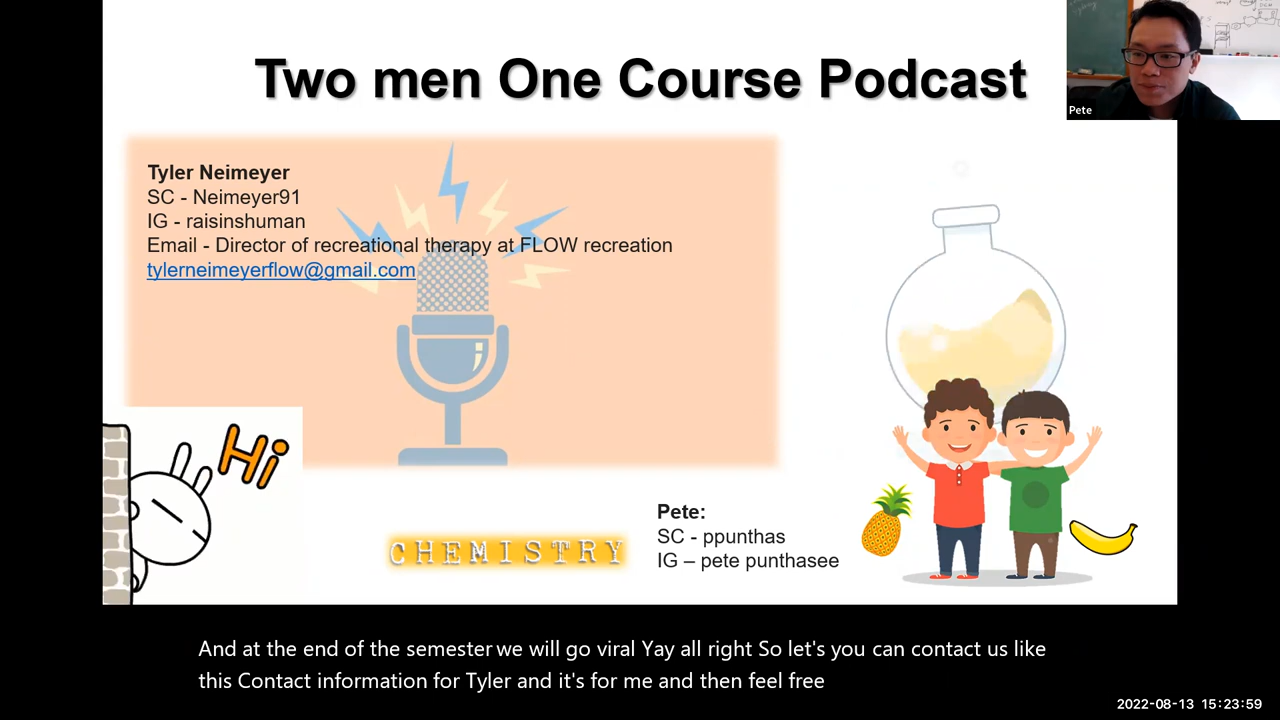 Two men One Course Podcast
Pete
Tyler Neimeyer
SC - Neimeyer91
IG - raisinshuman
Email - Director of recreational therapy at FLOW recreation
tylerneimeyerflow@gmail.com
Hi
CHEMISTRY
Pete:
SC - ppunthas
IG – pete punthasee
And at the end of the semester we will go viral Yay all right So let's you can contact us like
this Contact information for Tyler and it's for me and then feel free
2022-08-13 15:23:59